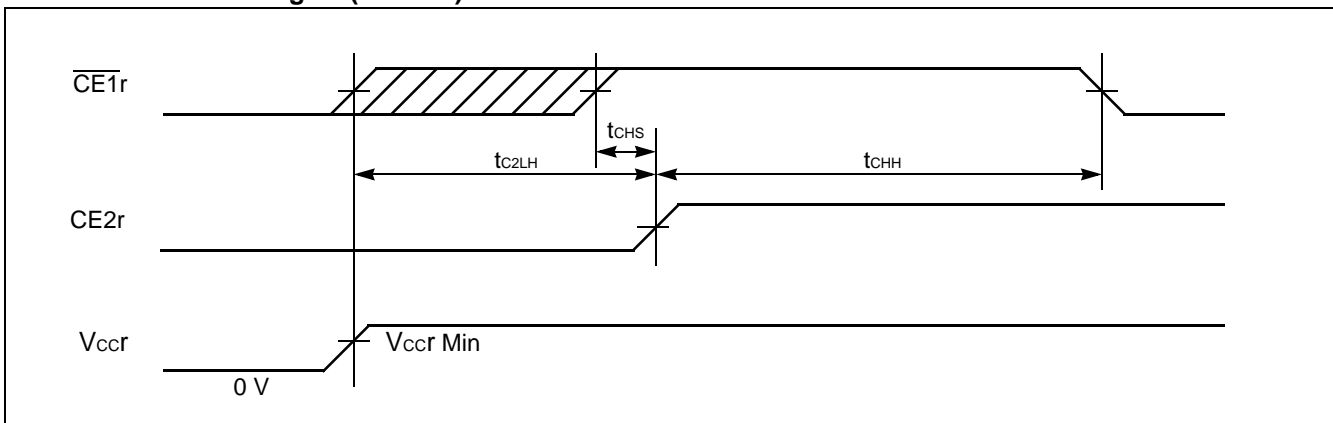 CE1r
tCHS
tC2LH
tCHH
CE2r
VCCr
VCCr Min
0 V